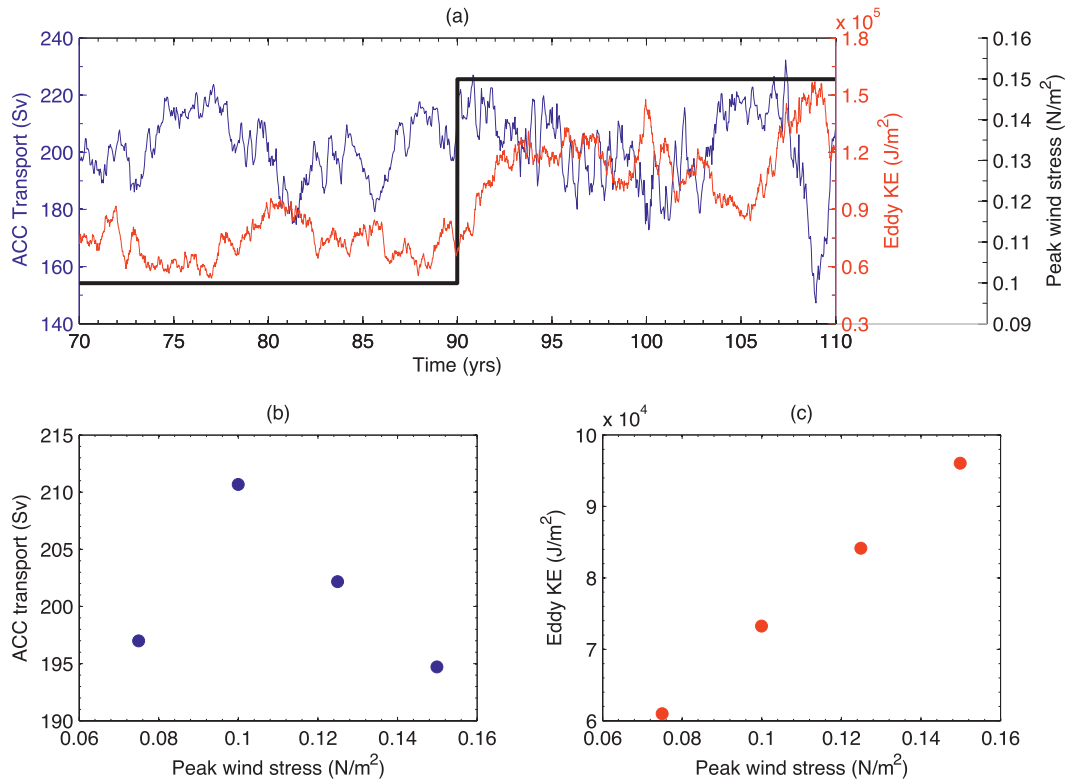 (a)
x 10^5
240
220
200
180
160
140
ACC Transport (Sv)
1.8
1.5
1.2
0.9
0.6
0.3
Eddy KE (J/m^2)
0.16
0.15
0.14
0.13
0.12
0.11
0.1
0.09
Peak wind stress (N/m^2)
70 75 80 85 90 95 100 105 110
Time (yrs)
(b)
215
210
205
200
195
190
ACC transport (Sv)
0.06 0.08 0.1 0.12 0.14 0.16
Peak wind stress (N/m^2)
(c)
x 10^4
10
9
8
7
6
Eddy KE (J/m^2)
0.06 0.08 0.1 0.12 0.14 0.16
Peak wind stress (N/m^2)